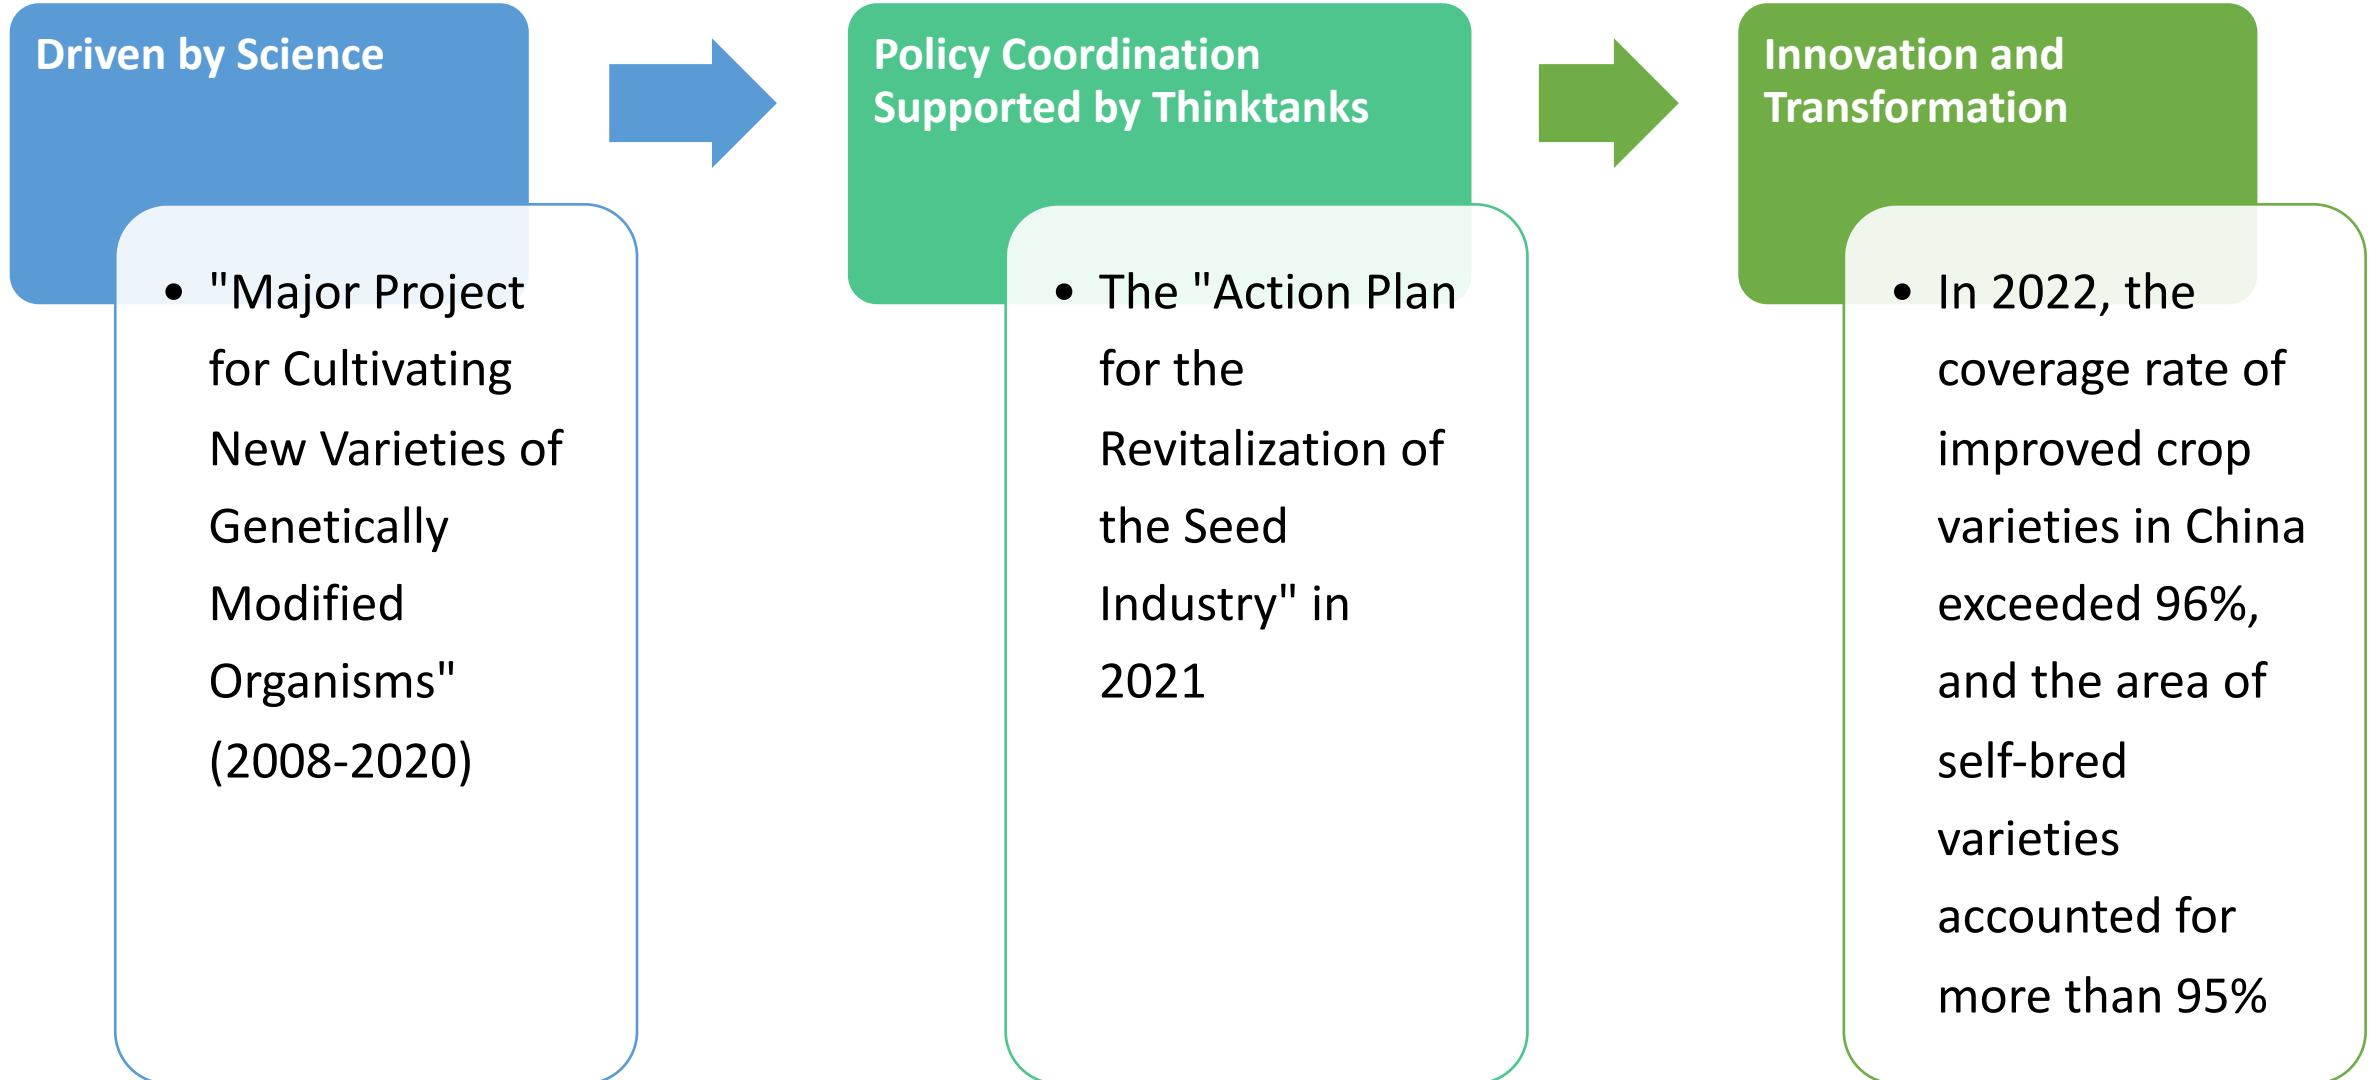 Driven by Science
• "Major Project
for Cultivating
New Varieties of
Genetically
Modified
Organisms"
(2008-2020)
Policy Coordination
Supported by Thinktanks
• The "Action Plan
for the
Revitalization of
the Seed
Industry" in
2021
Innovation and
Transformation
• In 2022, the
coverage rate of
improved crop
varieties in China
exceeded 96%,
and the area of
self-bred
varieties
accounted for
more than 95%